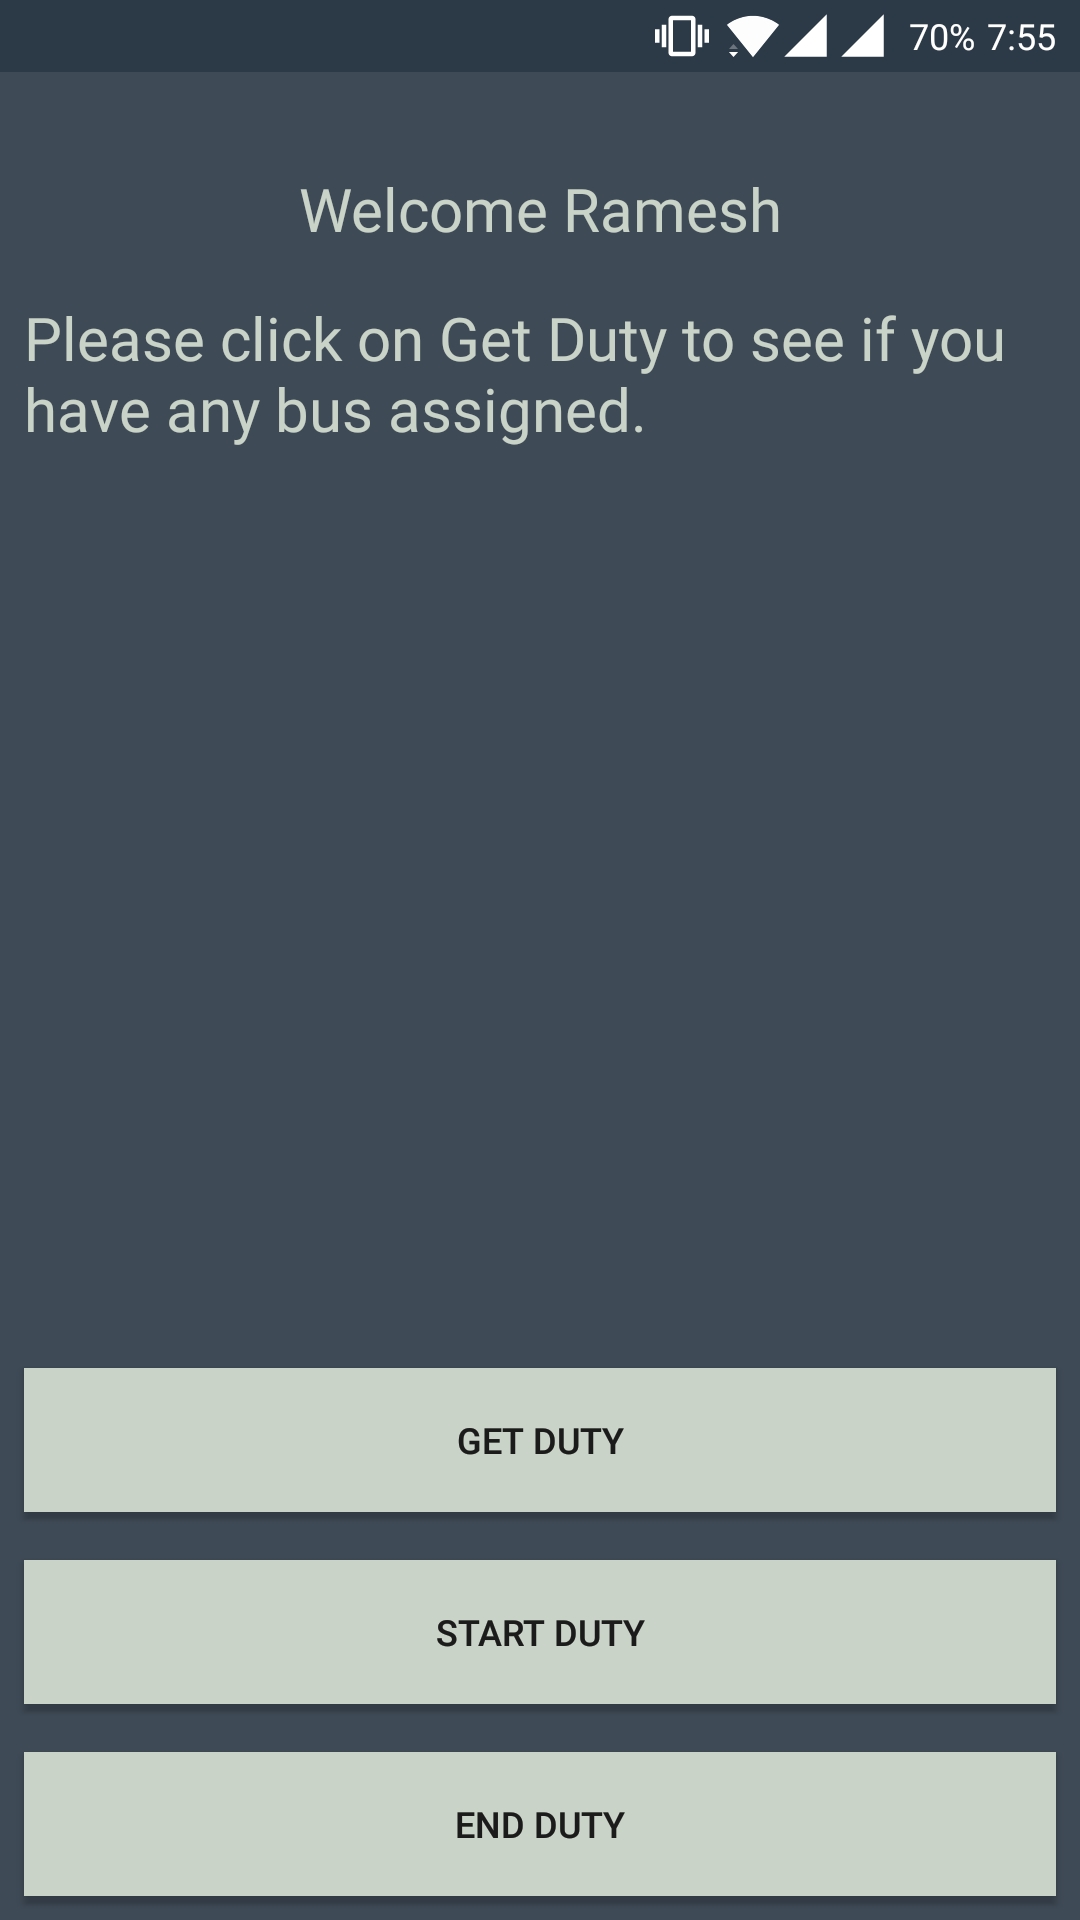 70% 7:55
Welcome Ramesh
Please click on Get Duty to see if you
have any bus assigned.
GET DUTY
START DUTY
END DUTY